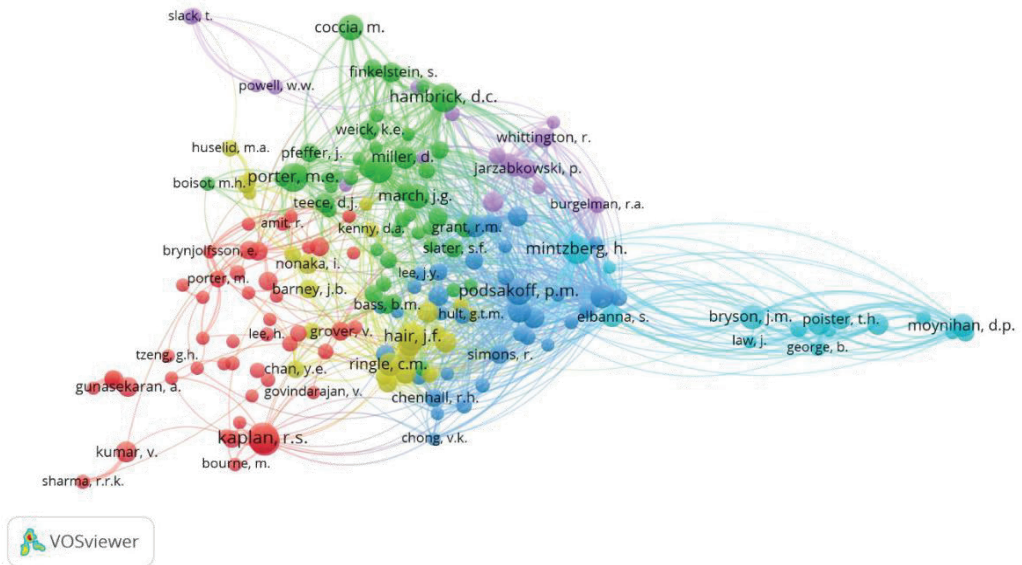 slack, t.
coccia, m.
finkelstein, s.
powell, w.w.
hambrick, d.c.
weick, k.e.
whittington, r.
huselid, m.a.
pfeffer, j.
miller, d.
jarzabkowski, p.
boisot, m.h.
porter, m.e.
march, j.g.
teece, d.j.
burgelman, r.a.
amit, r.
kenny, d.a.
grant, r.m.
brynjolfsson, e.
slater, s.f.
mintzberg, h.
nonaka, i.
lee, j.y.
porter, m.
barney, j.b.
podsakoff, p.m.
bass, b.m.
hult, g.t.m.
elbanna, s.
bryson, j.m.
poister, t.h.
moynihan, d.p.
lee, h.
grover, v.
hair, j.f.
law, j.
george, b.
tzeng, g.h.
simons, r.
chan, y.e.
ringle, c.m.
gunasekaran, a.
govindarajan, v.
chenhall, r.h.
kaplan, r.s.
chong, v.k.
kumar, v.
bourne, m.
sharma, r.r.k.
VOSviewer